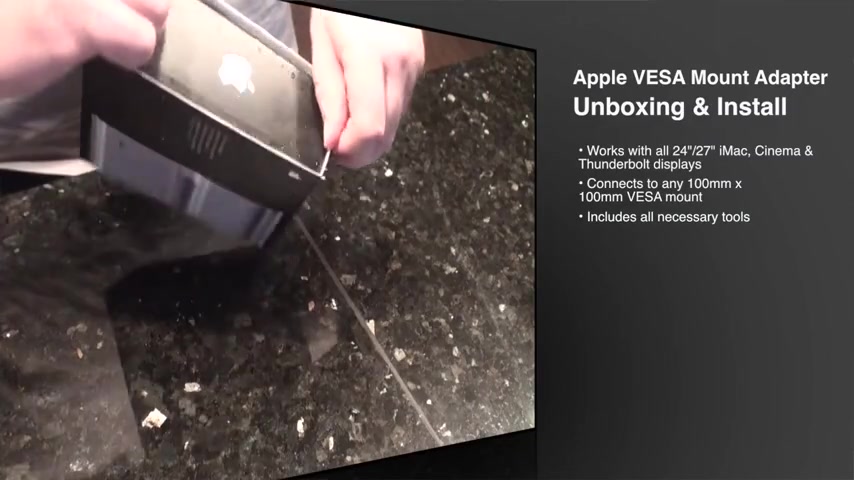 Apple VESA Mount Adapter
Unboxing & Install
• Works with all 24"/27" iMac, Cinema &
Thunderbolt displays
• Connects to any 100mm x
100mm VESA mount
• Includes all necessary tools